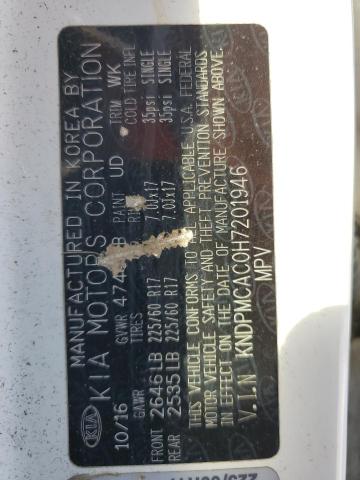 MANUFACTURED IN KOREA BY
KIA MOTORS CORPORATION
KIA
10/16 GVWR PAINT UD TRIM WK
GAWR TIRES COLD TIRE INFL
FRONT 2646LB 225/60 R17 7.0Jx17 35psi SINGLE
REAR 2535LB 225/60 R17 7.0Jx17 35psi SINGLE
THIS VEHICLE CONFORMS TO APPLICABLE U.S.A. FEDERAL
MOTOR VEHICLE SAFETY AND THEFT PREVENTION STANDARDS
IN EFFECT ON THE DATE OF MANUFACTURE SHOWN ABOVE.
V.I.N KNDPMCAC0H7201946
MPV
KIA